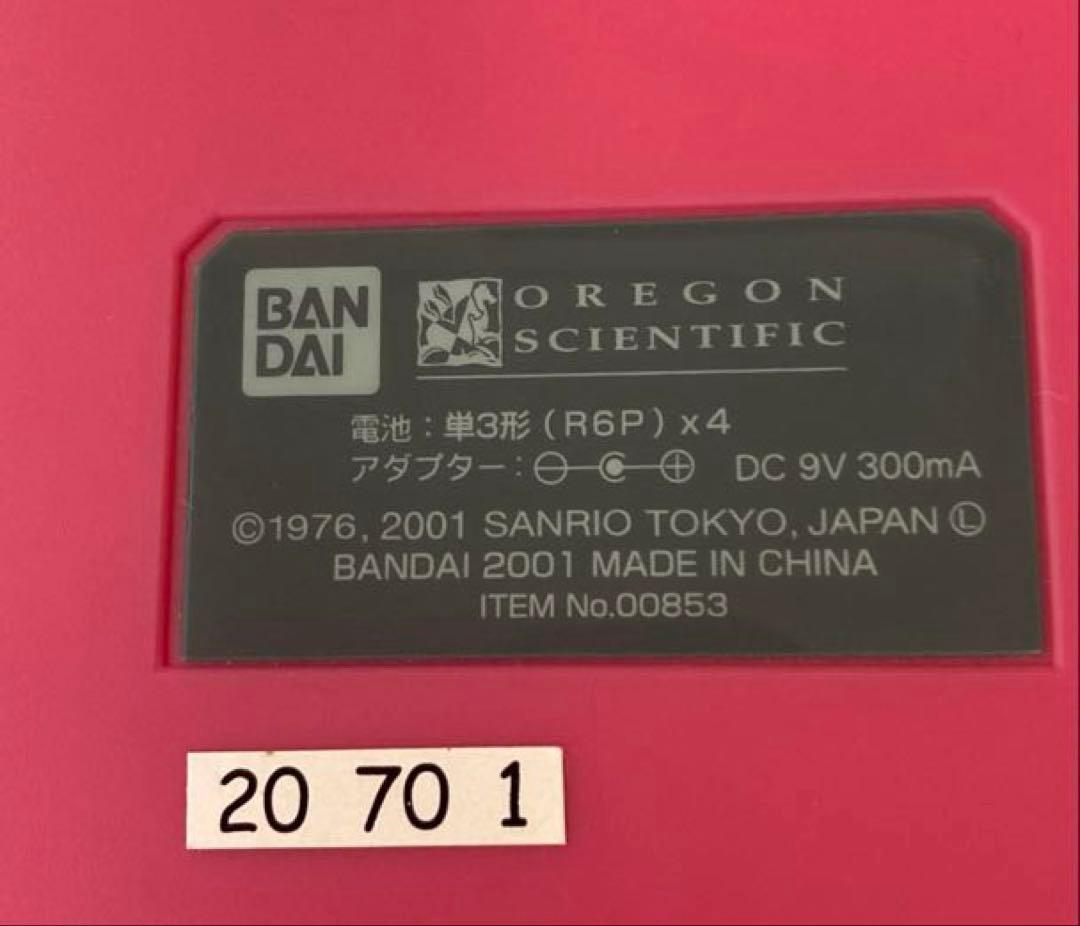 BAN
DAI
OREGON
SCIENTIFIC
電池：単3形（R6P）x4
アダプター：⊖ ⊕ DC 9V 300mA
©1976, 2001 SANRIO TOKYO, JAPAN Ⓛ
BANDAI 2001 MADE IN CHINA
ITEM No.00853
20 70 1